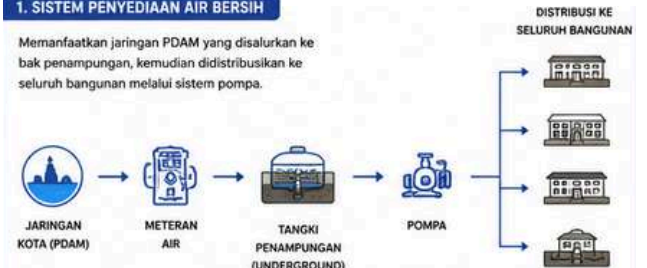 1. SISTEM PENYEDIAAN AIR BERSIH
Memanfaatkan jaringan PDAM yang disalurkan ke
bak penampungan, kemudian didistribusikan ke
seluruh bangunan melalui sistem pompa.
DISTRIBUSI KE
SELURUH BANGUNAN
JARINGAN
KOTA (PDAM)
METERAN
AIR
TANGKI
PENAMPUNGAN
(UNDERGROUND)
POMPA